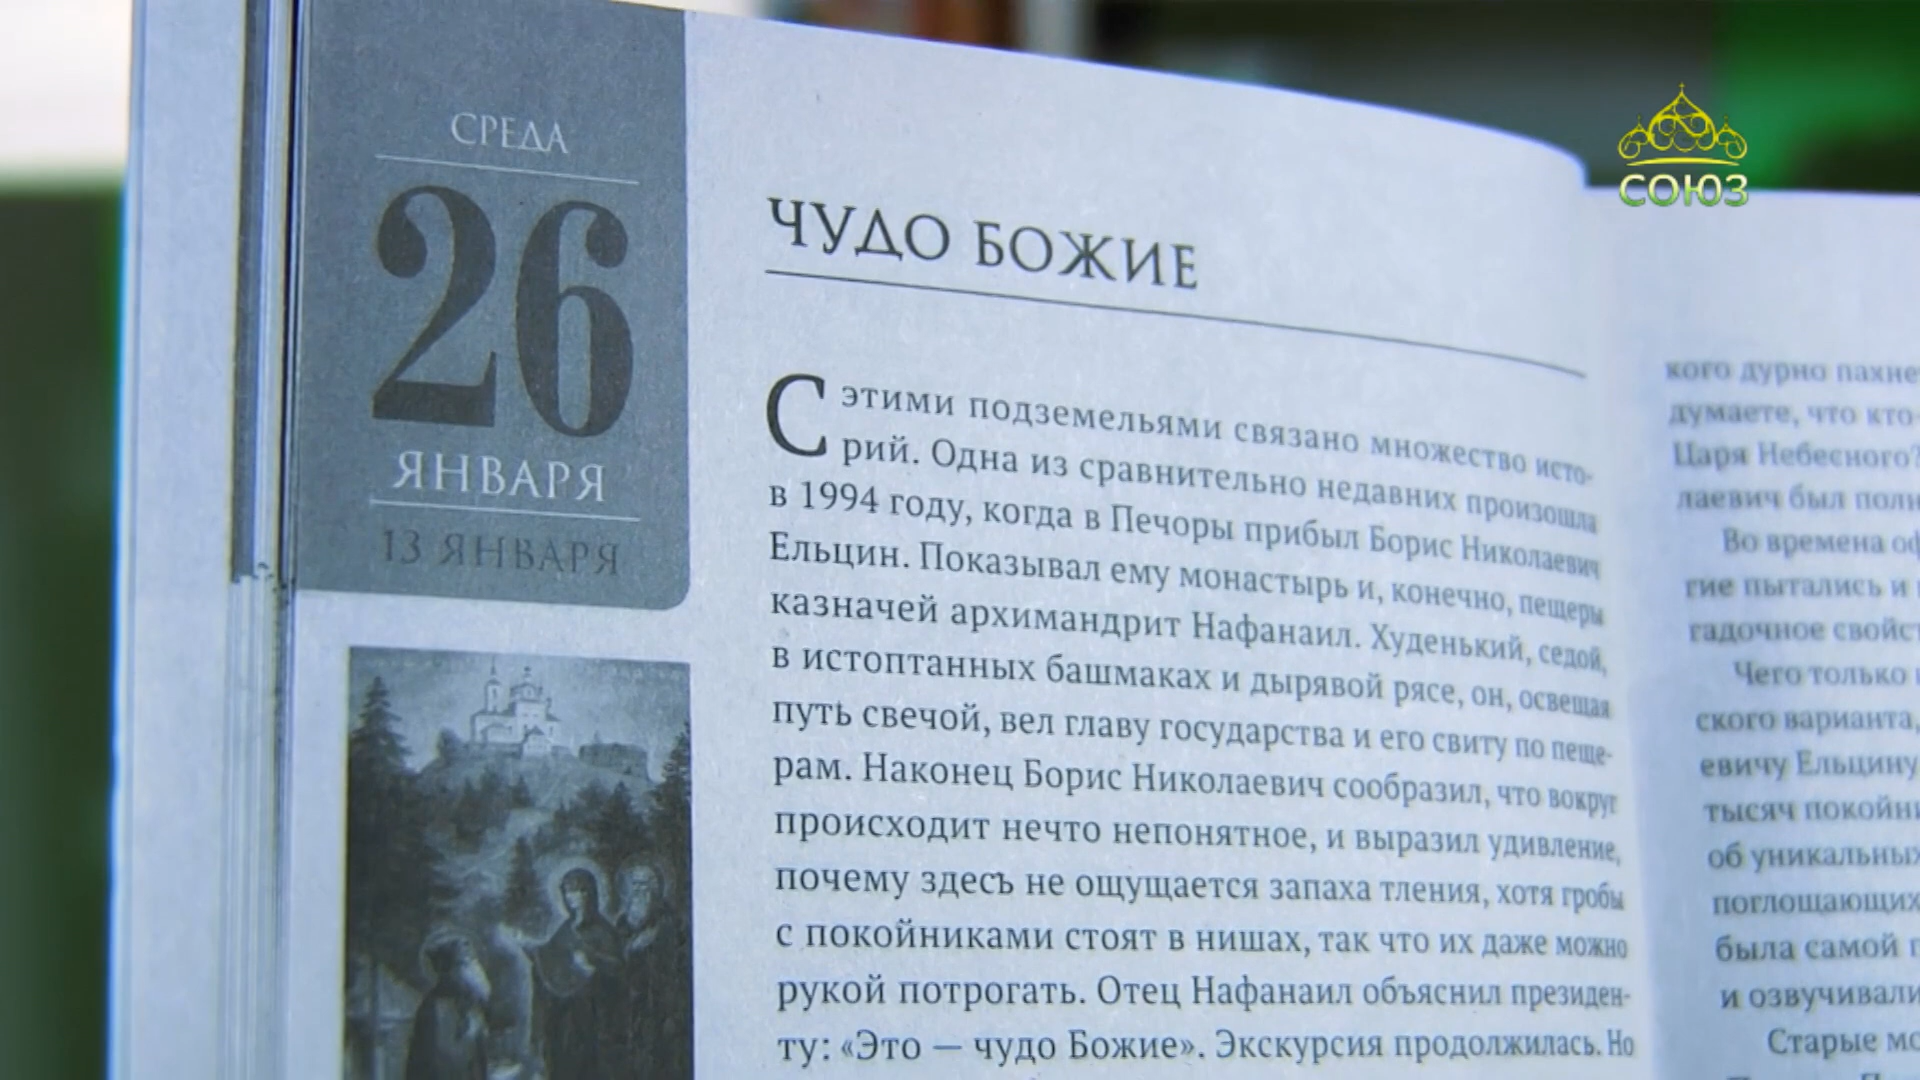 СРЕДА
26
ЯНВАРЯ
13 ЯНВАРЯ
ЧУДО БОЖИЕ
С этими подземельями связано множество исто-
рий. Одна из сравнительно недавних произошла
в 1994 году, когда в Печоры прибыл Борис Николаевич
Ельцин. Показывал ему монастырь и, конечно, пещеры
казначей архимандрит Нафанаил. Худенький, седой,
в истоптанных башмаках и дырявой рясе, он, освещая
путь свечой, вел главу государства и его свиту по пеще-
рам. Наконец Борис Николаевич сообразил, что вокруг
происходит нечто непонятное, и выразил удивление,
почему здесь не ощущается запаха тления, хотя гробы
с покойниками стоят в нишах, так что их даже можно
рукой потрогать. Отец Нафанаил объяснил президен-
ту: «Это — чудо Божие». Экскурсия продолжилась. Но
кого дурно
думаете, что кто-
Царя Небесного?
лаевич был
Во времена
гие пытались и
гадочное
Чего только
ского варианта,
евичу Ельцину
тысяч
об уникальных
поглощающих
была самой
и озвучивали
Старые
СОЮЗ